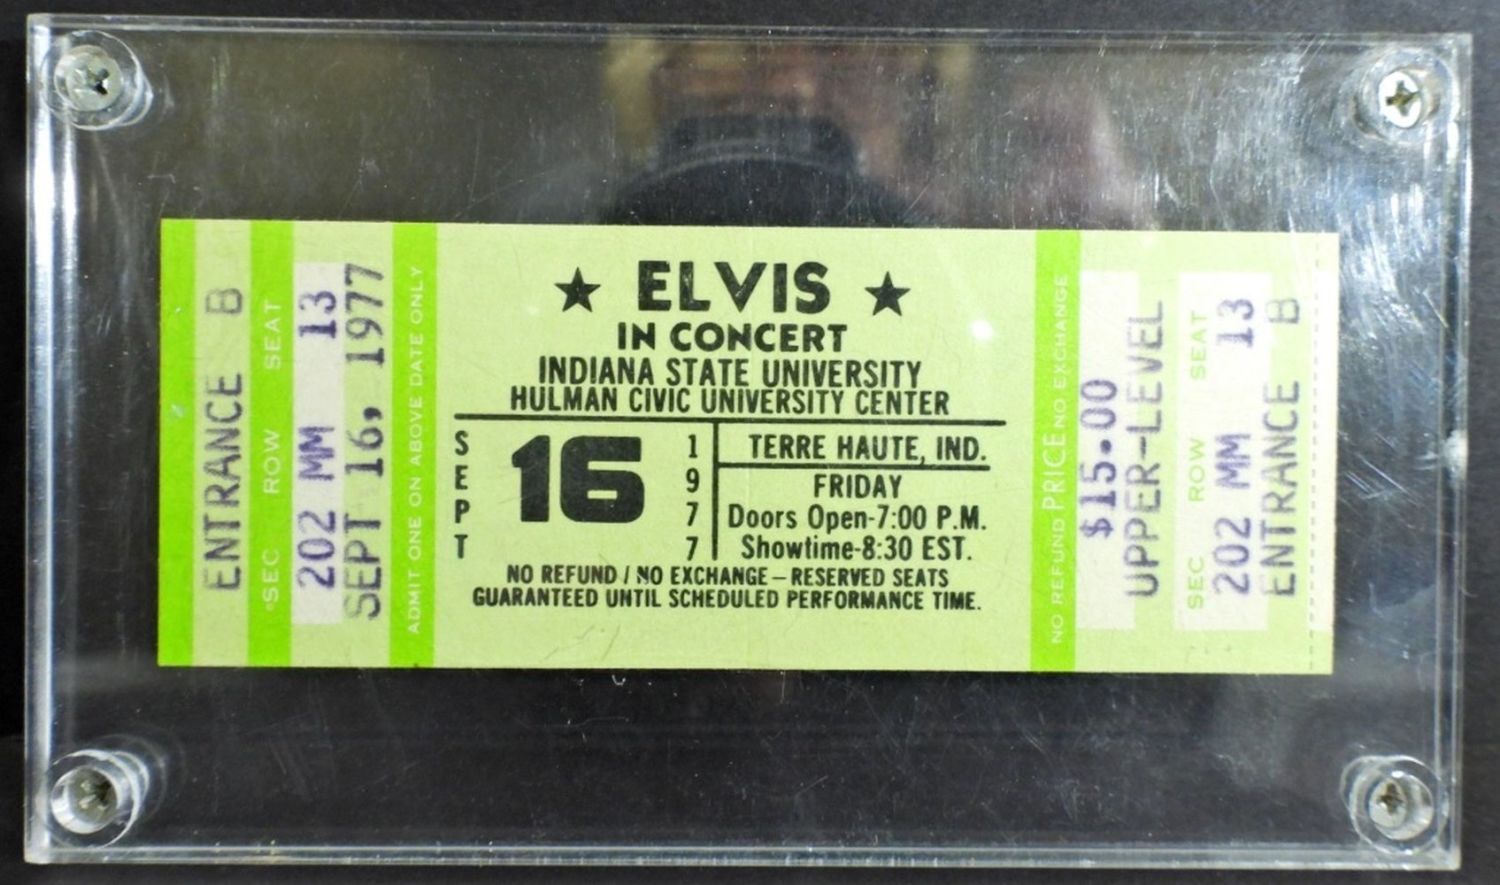 ENTRANCE B
SEC ROW SEAT
202 MM 13
SEPT 16, 1977
ADMIT ONE ON ABOVE DATE ONLY
★ ELVIS ★
IN CONCERT
INDIANA STATE UNIVERSITY
HULMAN CIVIC UNIVERSITY CENTER
SEPT
16
1977
TERRE HAUTE, IND.
FRIDAY
Doors Open-7:00 P.M.
Showtime-8:30 EST.
NO REFUND / NO EXCHANGE — RESERVED SEATS
GUARANTEED UNTIL SCHEDULED PERFORMANCE TIME.
NO REFUND PRICE NO EXCHANGE
$15.00
UPPER-LEVEL
SEC ROW SEAT
202 MM 13
ENTRANCE B